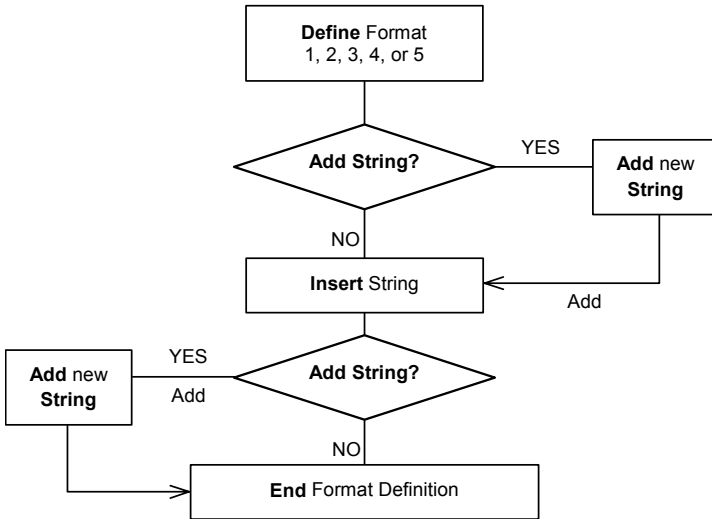 Define Format
1, 2, 3, 4, or 5
Add String?
YES
Add new
String
NO
Insert String
Add
Add String?
YES
Add
Add new
String
NO
End Format Definition